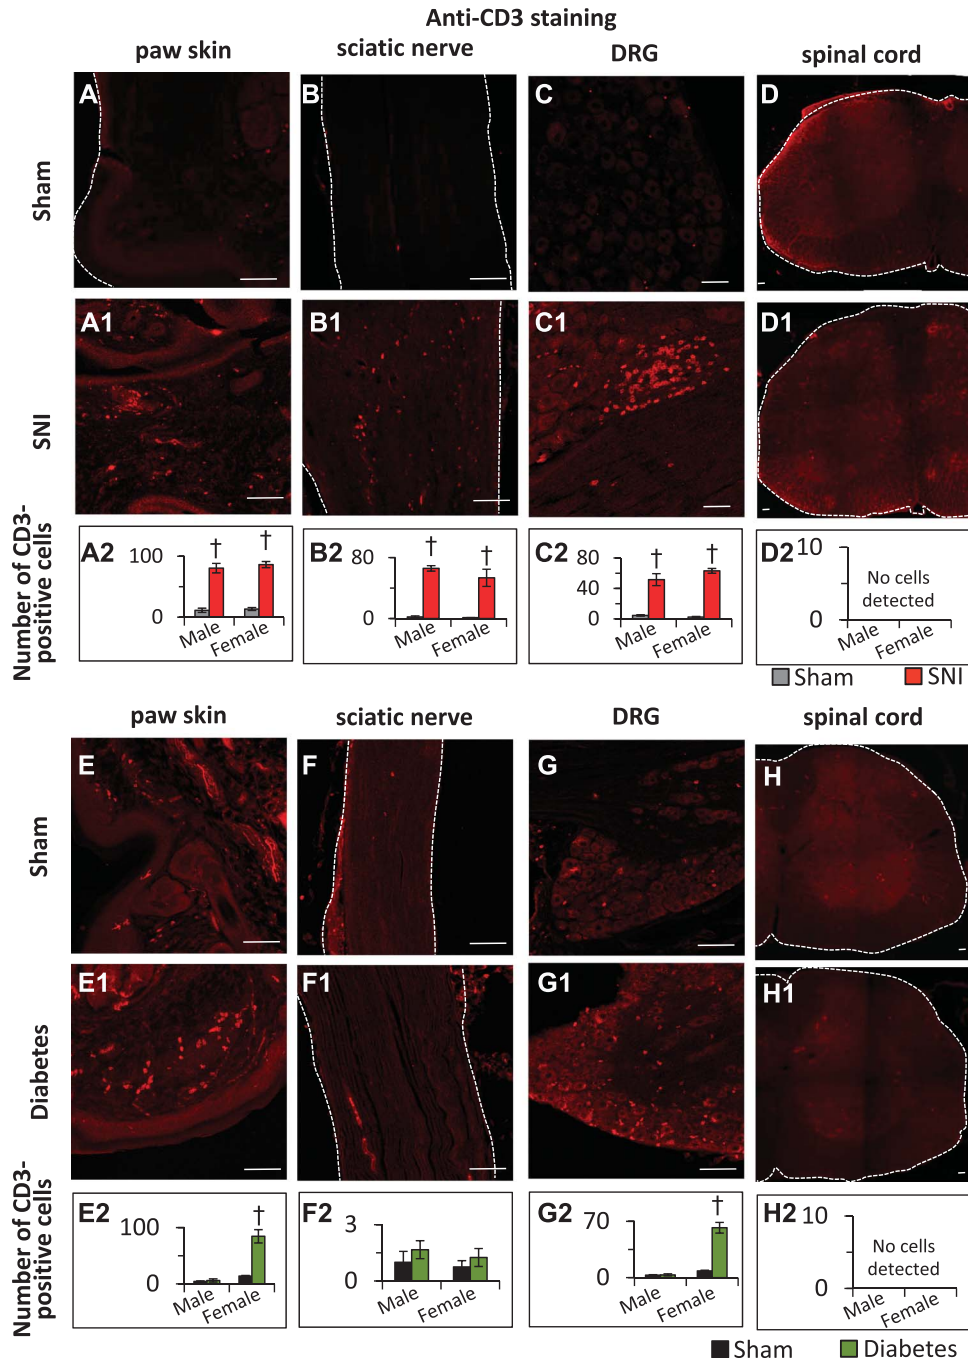 Anti-CD3 staining
paw skin sciatic nerve DRG spinal cord
Sham
A B C D
SNI
A1 B1 C1 D1
Number of CD3-
positive cells
A2 100 0 Male Female †  †
B2 80 0 Male Female † †
C2 80 40 0 Male Female † †
D2 10 0 No cells
detected
Male Female
Sham SNI
paw skin sciatic nerve DRG spinal cord
Sham
E F G H
Diabetes
E1 F1 G1 H1
Number of CD3-
positive cells
E2 100 0 Male Female †
F2 3 0 Male Female
G2 70 0 Male Female †
H2 10 0 No cells
detected
Male Female
Sham Diabetes